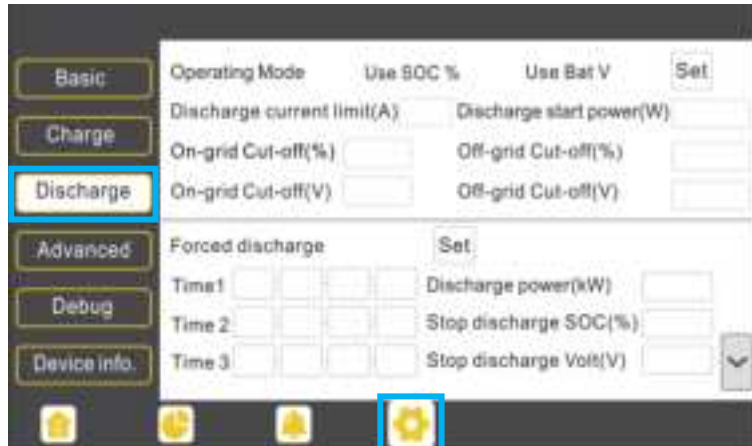 Basic
Charge
Discharge
Advanced
Debug
Device info.
Operating Mode Use SOC % Use Bat V Set
Discharge current limit(A) Discharge start power(W)
On-grid Cut-off(%) Off-grid Cut-off(%)
On-grid Cut-off(V) Off-grid Cut-off(V)
Forced discharge Set
Time1 Discharge power(kW)
Time 2 Stop discharge SOC(%)
Time 3 Stop discharge Volt(V)